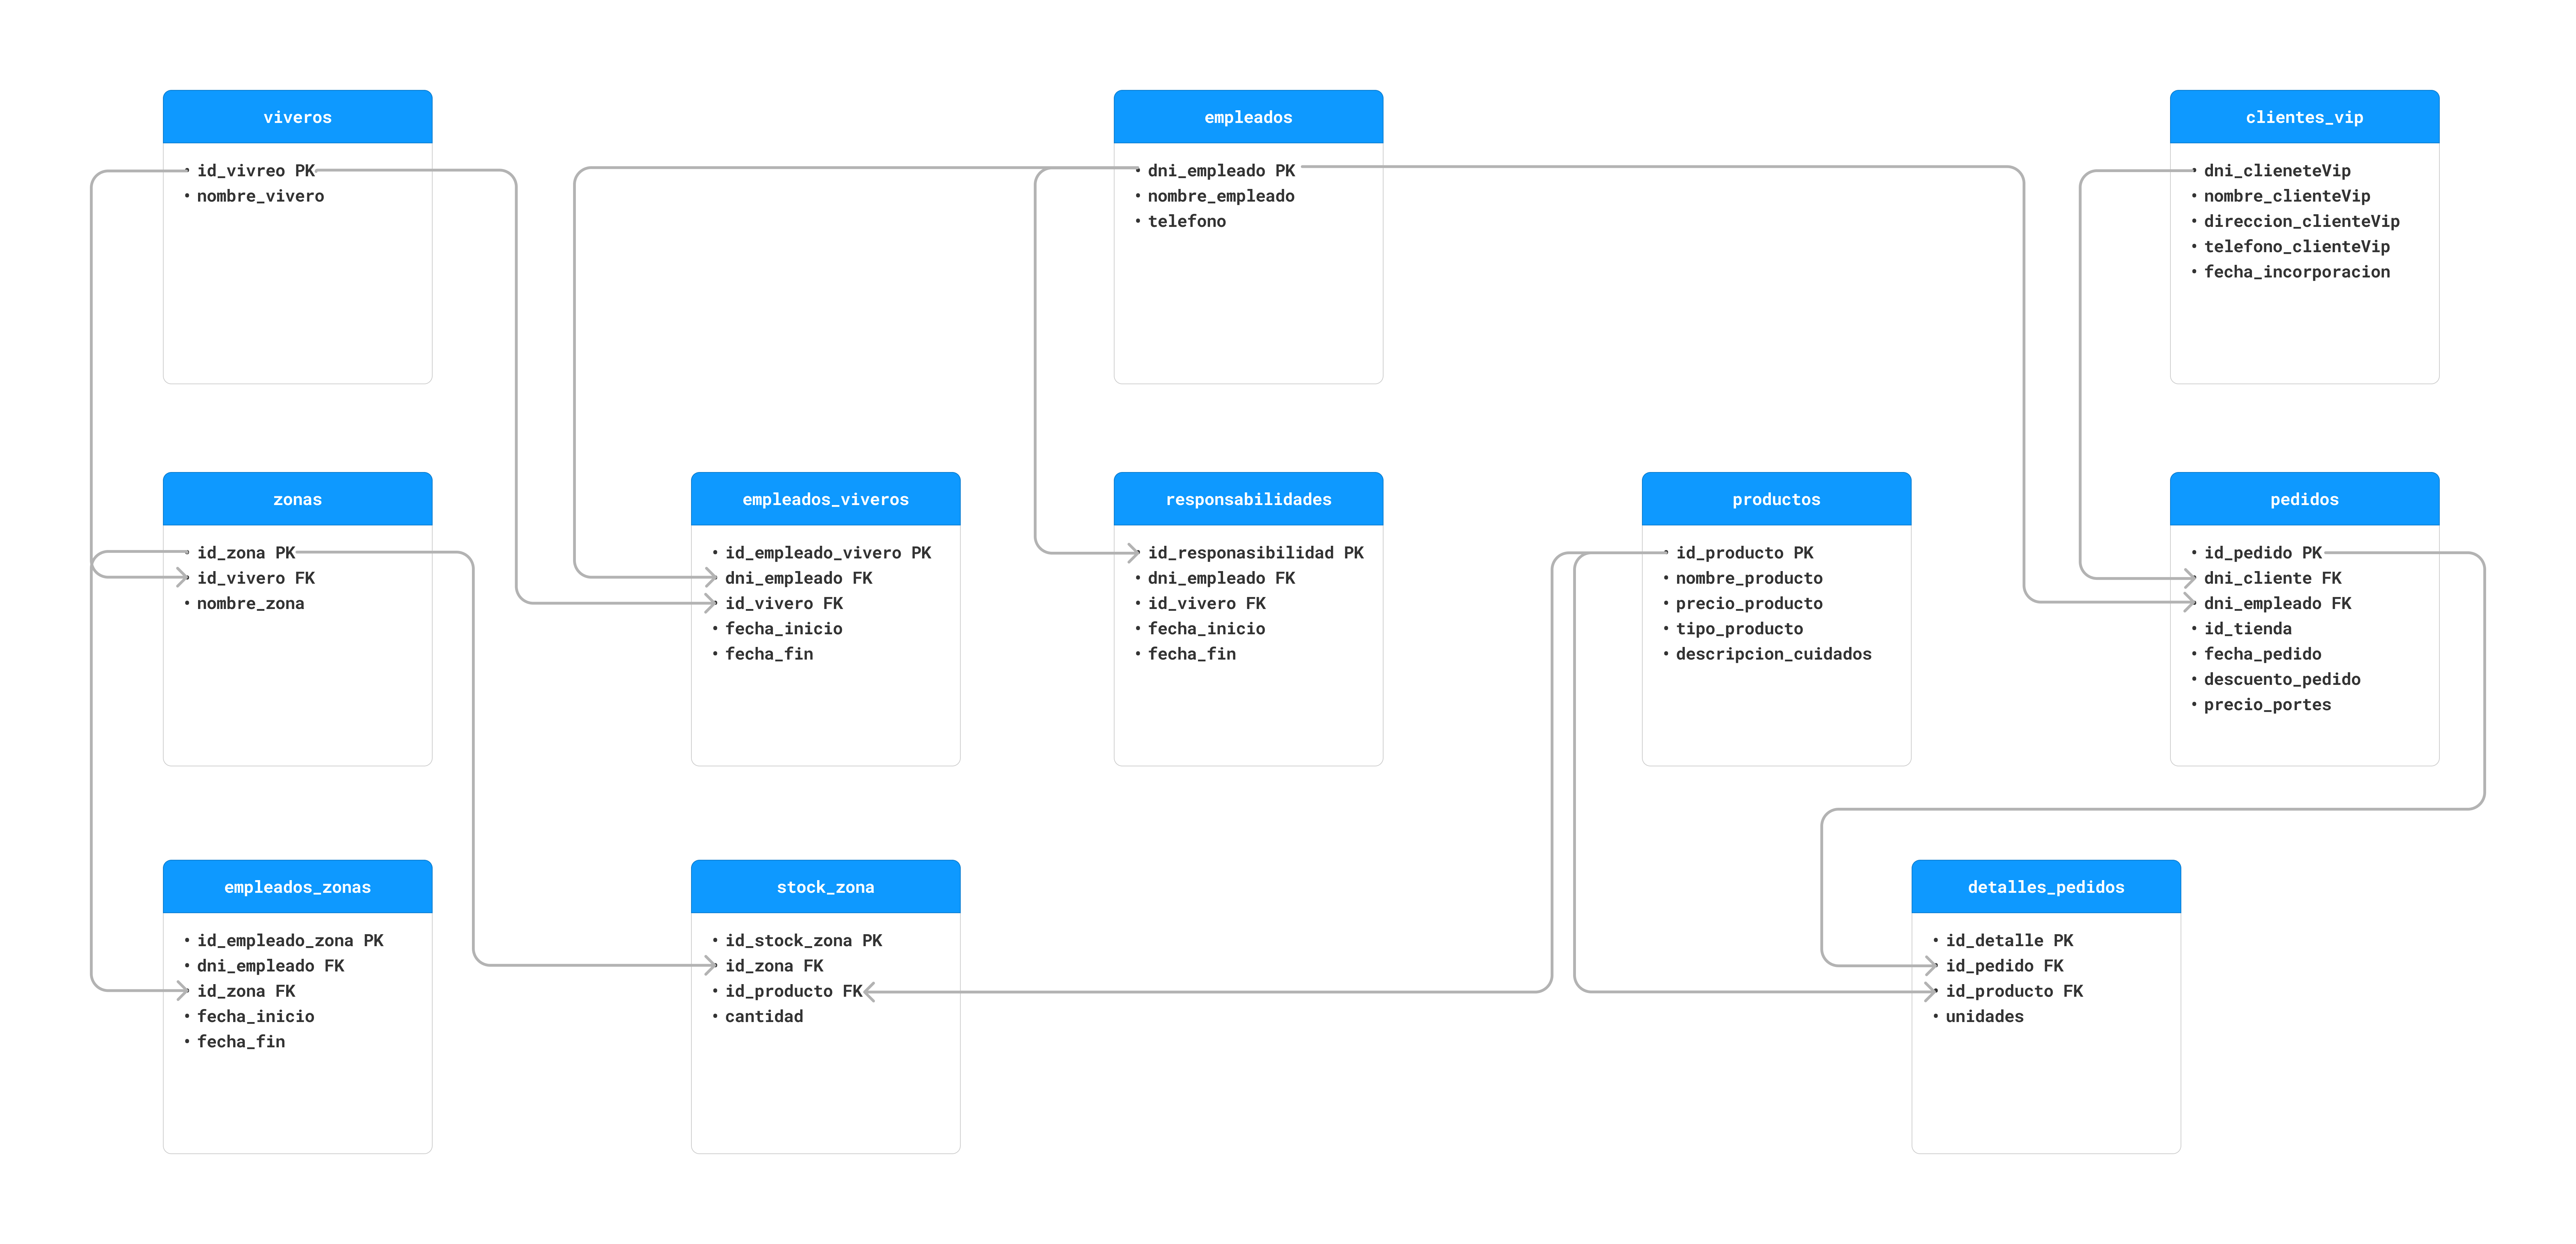 viveros
• id_vivreo PK
• nombre_vivero
empleados
• dni_empleado PK
• nombre_empleado
• telefono
clientes_vip
• dni_clieneteVip
• nombre_clienteVip
• direccion_clienteVip
• telefono_clienteVip
• fecha_incorporacion
zonas
• id_zona PK
• id_vivero FK
• nombre_zona
empleados_viveros
• id_empleado_vivero PK
• dni_empleado FK
• id_vivero FK
• fecha_inicio
• fecha_fin
responsabilidades
• id_responasibilidad PK
• dni_empleado FK
• id_vivero FK
• fecha_inicio
• fecha_fin
productos
• id_producto PK
• nombre_producto
• precio_producto
• tipo_producto
• descripcion_cuidados
pedidos
• id_pedido PK
• dni_cliente FK
• dni_empleado FK
• id_tienda
• fecha_pedido
• descuento_pedido
• precio_portes
empleados_zonas
• id_empleado_zona PK
• dni_empleado FK
• id_zona FK
• fecha_inicio
• fecha_fin
stock_zona
• id_stock_zona PK
• id_zona FK
• id_producto FK
• cantidad
detalles_pedidos
• id_detalle PK
• id_pedido FK
• id_producto FK
• unidades